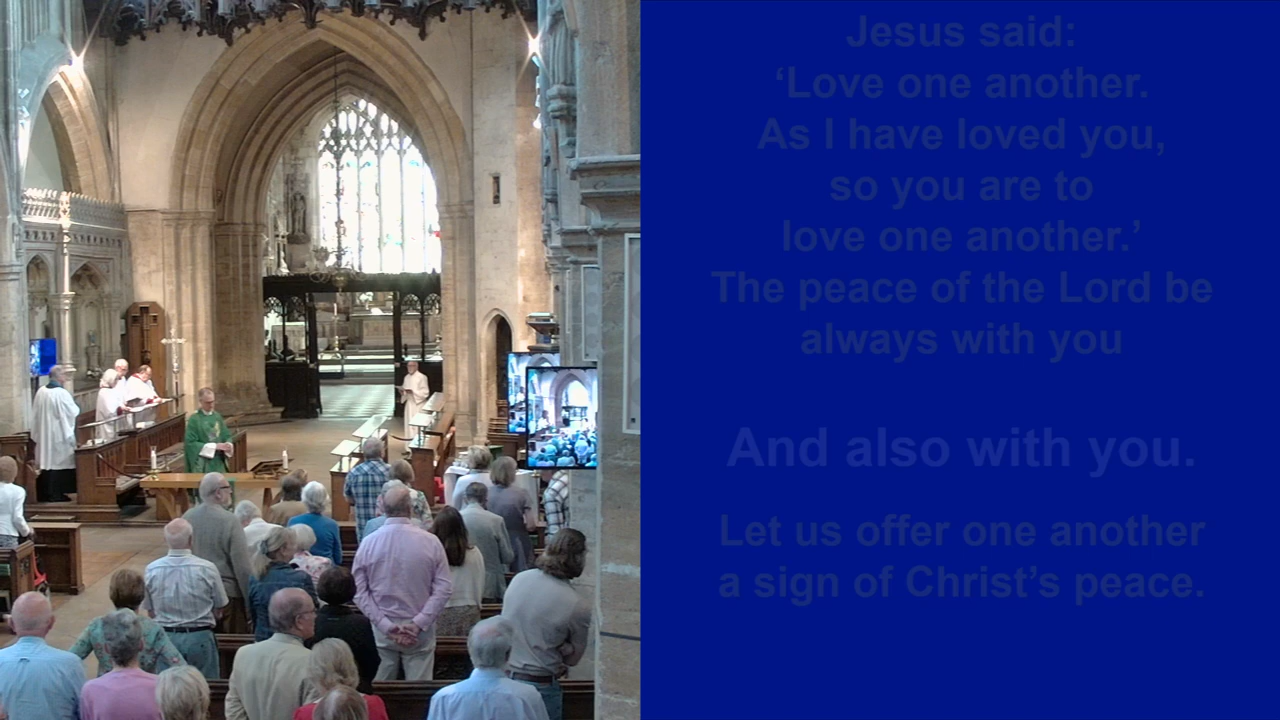 Jesus said:
‘Love one another.
As I have loved you,
so you are to
love one another.’
The peace of the Lord be
always with you
And also with you.
Let us offer one another
a sign of Christ’s peace.